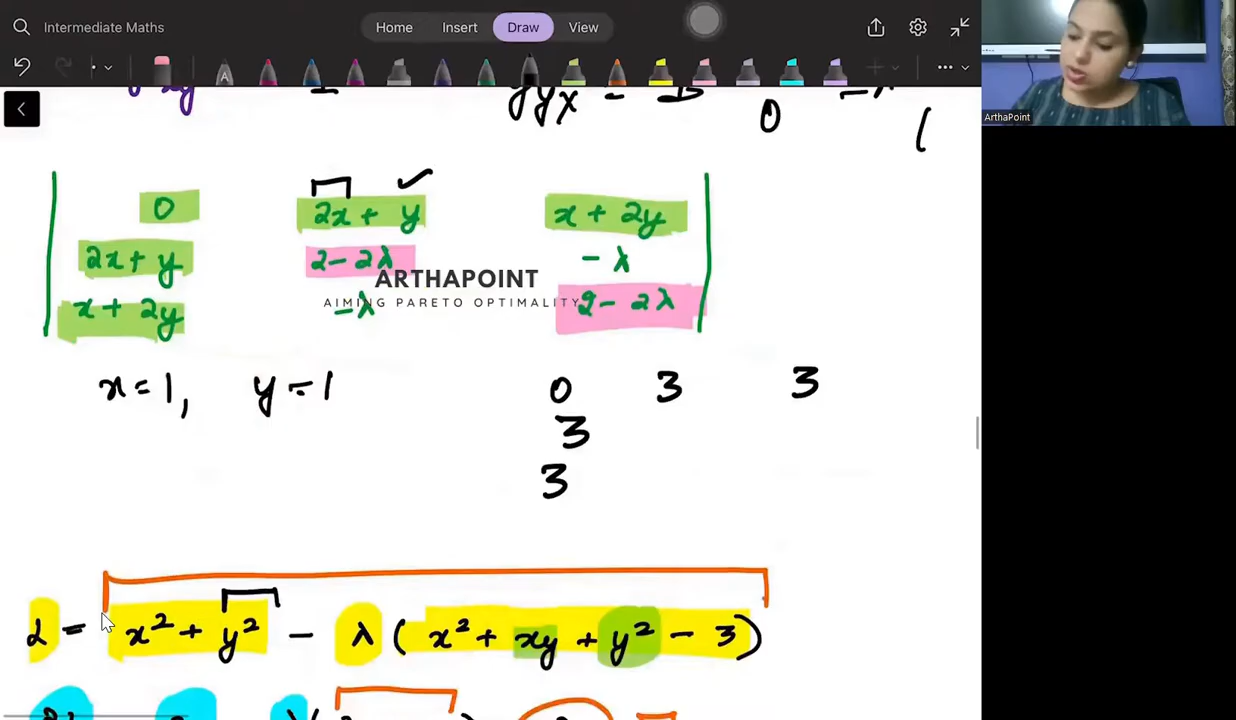 Intermediate Maths Home Insert Draw View
ArthaPoint
0 2x + y x + 2y
2x + y 2 - 2λ - λ
x + 2y - λ 2 - 2λ
ARTHAPOINT
AIMING PARETO OPTIMALITY
x = 1, y = 1 0 3 3
3
3
L = x² + y² - λ ( x² + xy + y² - 3 )